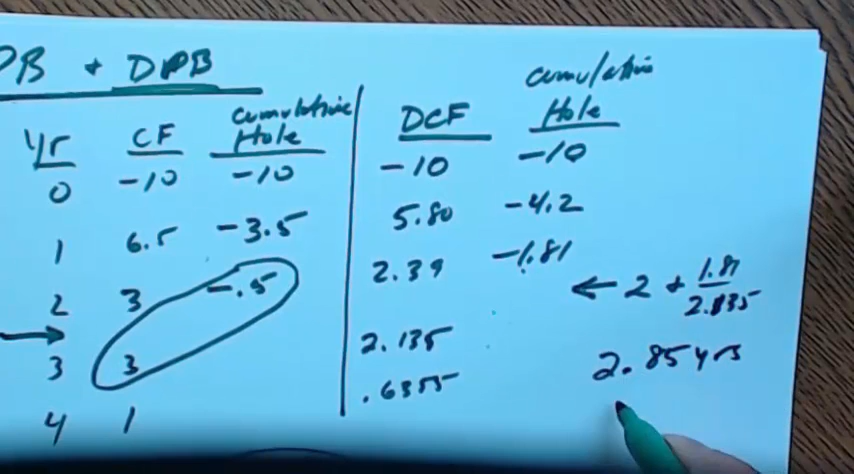 PB + DPB
Yr CF Cumulative Hole DCF Cumulative Hole
0 -10 -10 -10 -10
1 6.5 -3.5 5.80 -4.2
2 3 -.5 2.39 -1.81
← 2 + 1.81 / 2.135
3 3 2.135
2.85 yrs
4 1 .6355